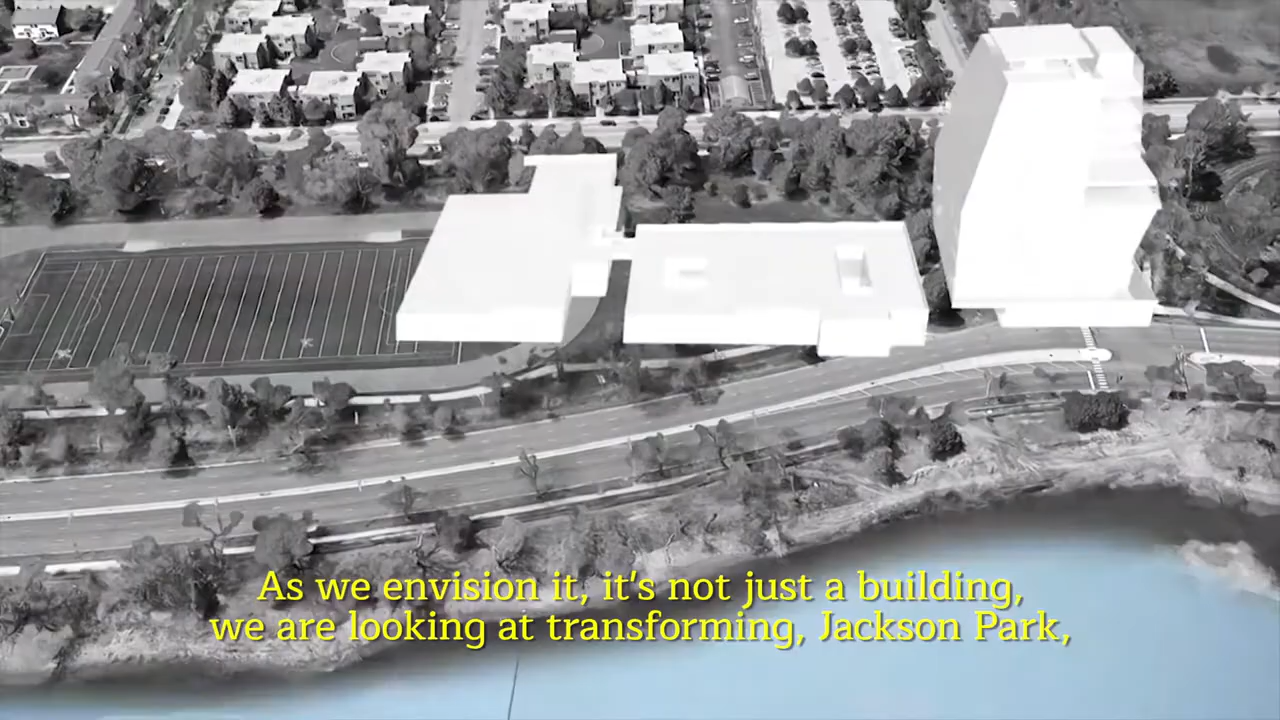 As we envision it, it's not just a building,
we are looking at transforming, Jackson Park,